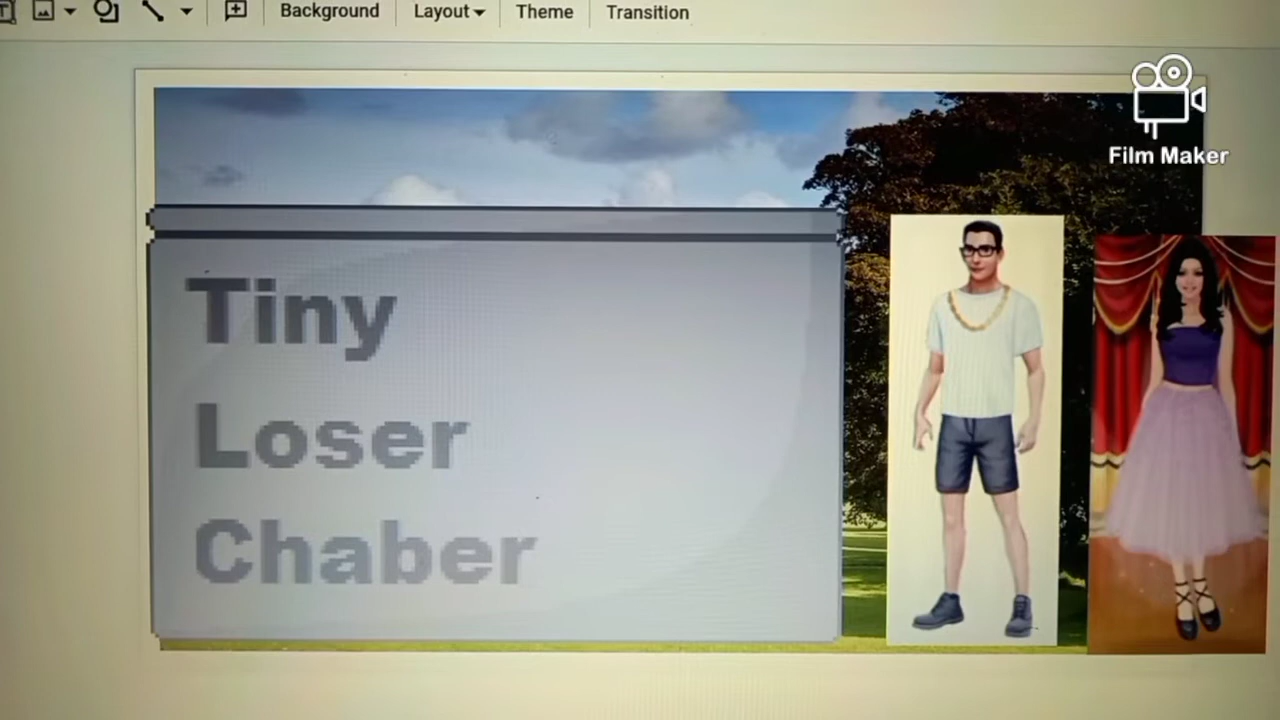 Background Layout Theme Transition
Film Maker
Tiny
Loser
Chaber